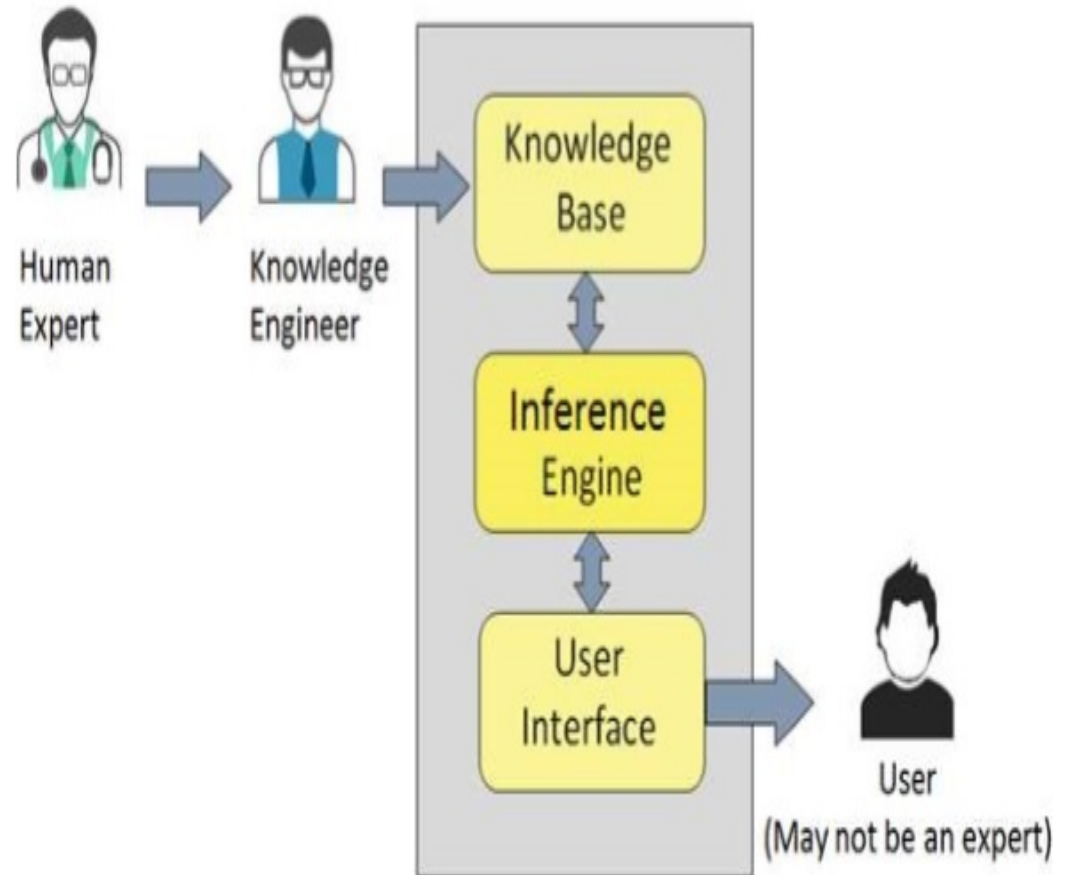 Human
Expert
Knowledge
Engineer
Knowledge
Base
Inference
Engine
User
Interface
User
(May not be an expert)